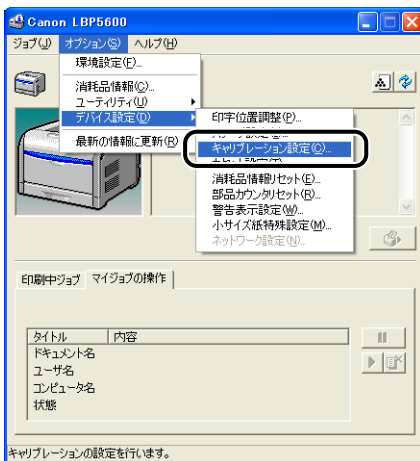 Canon LBP5600
ジョブ(J) オプション(S) ヘルプ(H)
環境設定(F)...
消耗品情報(C)...
ユーティリティ(U)
デバイス設定(D)
最新の情報に更新(R)
印字位置調整(P)...
キャリブレーション設定(C)...
消耗品情報リセット(E)...
部品カウンタリセット(R)...
警告表示設定(W)...
小サイズ紙特殊設定(M)...
ネットワーク設定(N)...
印刷中ジョブ マイジョブの操作
タイトル 内容
ドキュメント名
ユーザ名
コンピュータ名
状態
キャリブレーションの設定を行います。